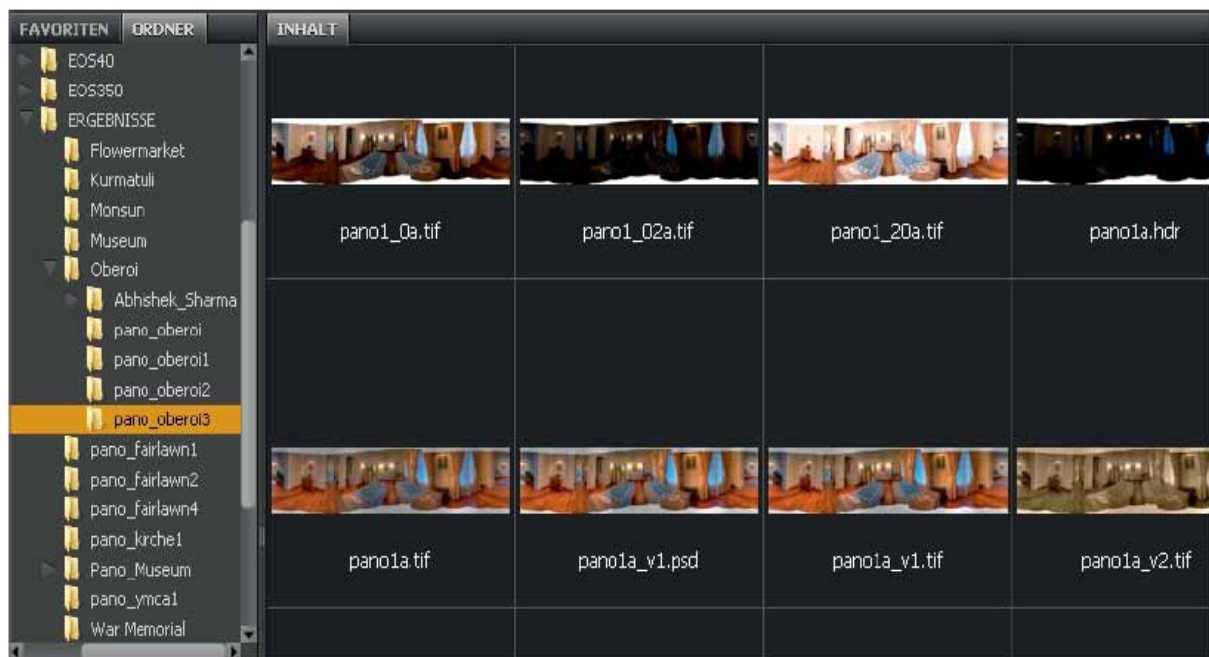 FAVORITEN ORDNER INHALT
EOS40
EOS350
ERGEBNISSE
Flowermarket
Kurmatuli
Monsun
Museum
Oberoi
Abhishek_Sharma
pano_oberoi
pano_oberoi1
pano_oberoi2
pano_oberoi3
pano_fairlawn1
pano_fairlawn2
pano_fairlawn4
pano_kirche1
Pano_Museum
pano_ymca1
War Memorial
pano1_0a.tif pano1_02a.tif pano1_20a.tif pano1a.hdr
pano1a.tif pano1a_v1.psd pano1a_v1.tif pano1a_v2.tif